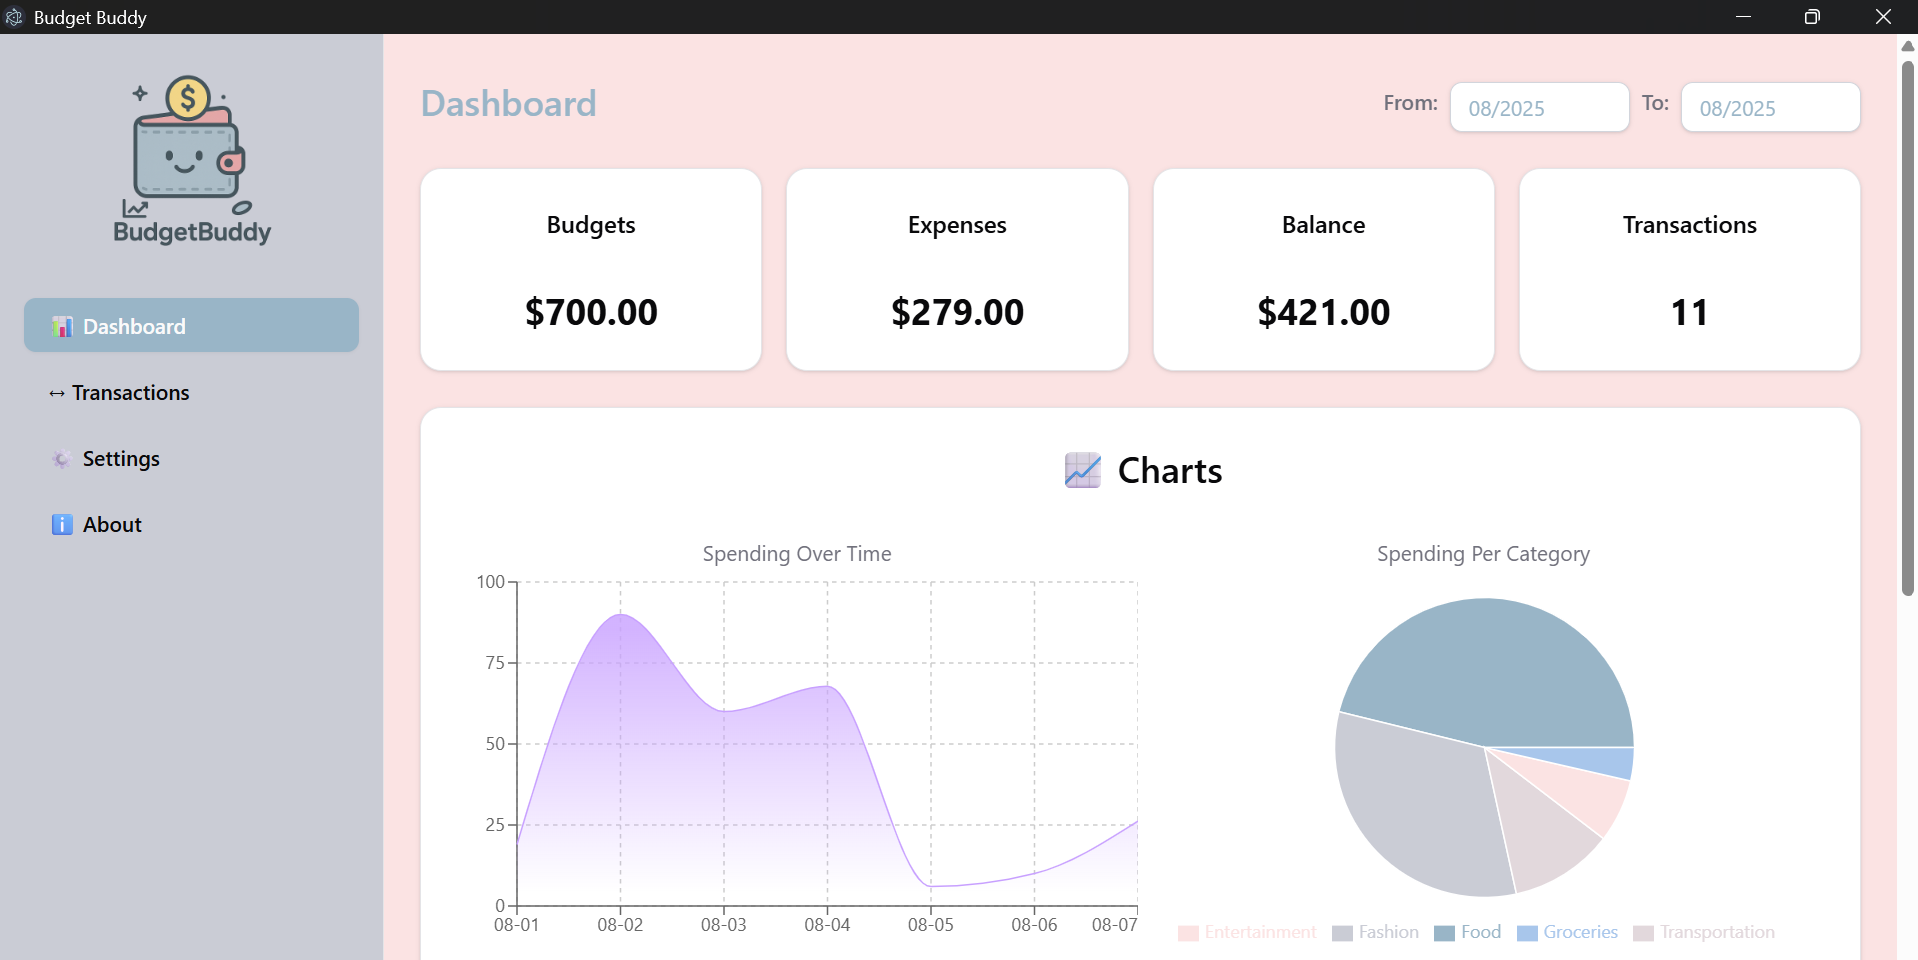 Budget Buddy
$
BudgetBuddy
Dashboard
↔ Transactions
Settings
i About
Dashboard
From: 08/2025 To: 08/2025
Budgets
$700.00
Expenses
$279.00
Balance
$421.00
Transactions
11
Charts
Spending Over Time
100
75
50
25
0
08-01 08-02 08-03 08-04 08-05 08-06 08-07
Spending Per Category
Entertainment Fashion Food Groceries Transportation